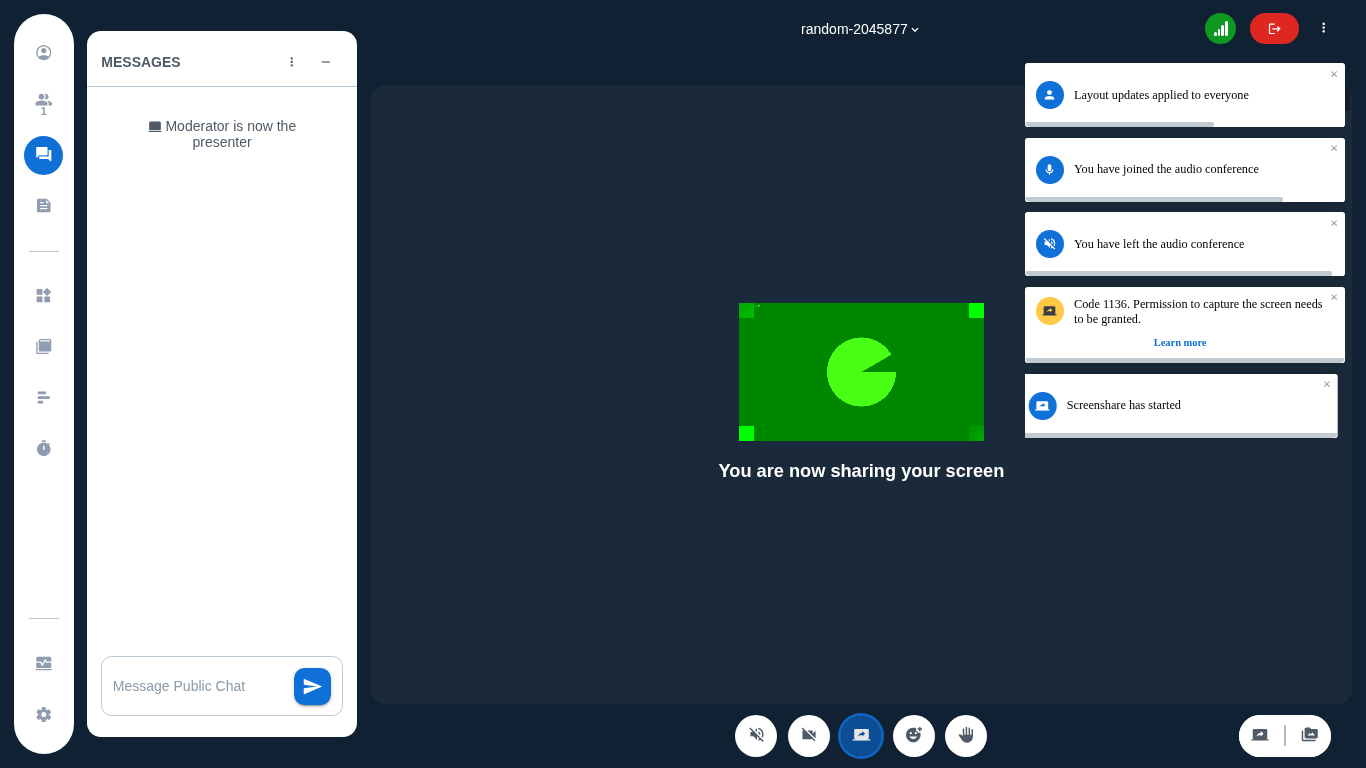 random-2045877
MESSAGES
1
Moderator is now the
presenter
Message Public Chat
Layout updates applied to everyone
You have joined the audio conference
You have left the audio conference
Code 1136. Permission to capture the screen needs
to be granted.
Learn more
Screenshare has started
You are now sharing your screen